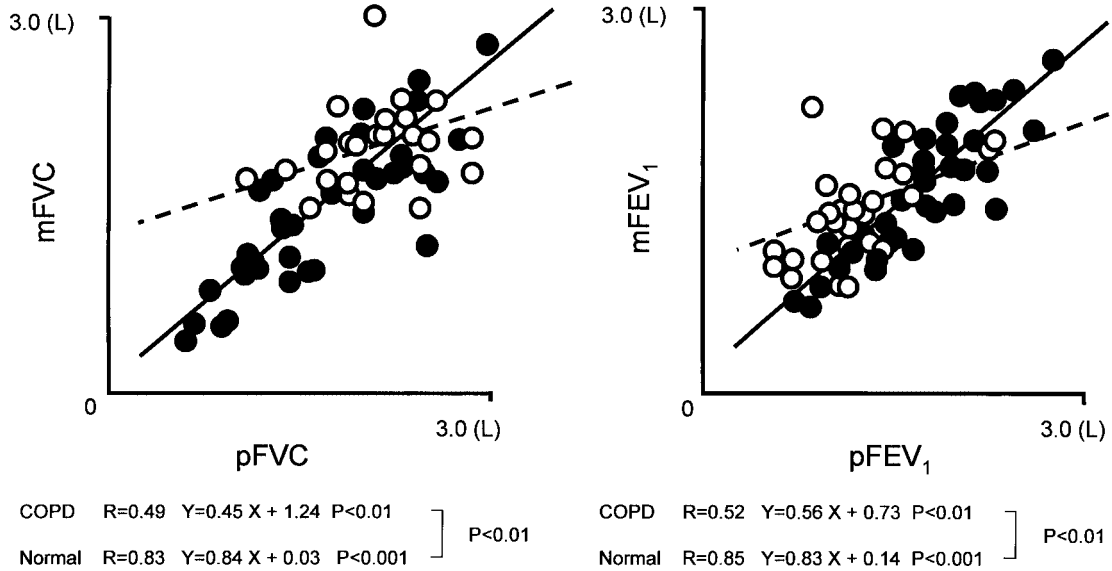 3.0 (L)
mFVC
0
3.0 (L)
pFVC
COPD R=0.49 Y=0.45 X + 1.24 P<0.01
Normal R=0.83 Y=0.84 X + 0.03 P<0.001
P<0.01
3.0 (L)
mFEV₁
0
3.0 (L)
pFEV₁
COPD R=0.52 Y=0.56 X + 0.73 P<0.01
Normal R=0.85 Y=0.83 X + 0.14 P<0.001
P<0.01